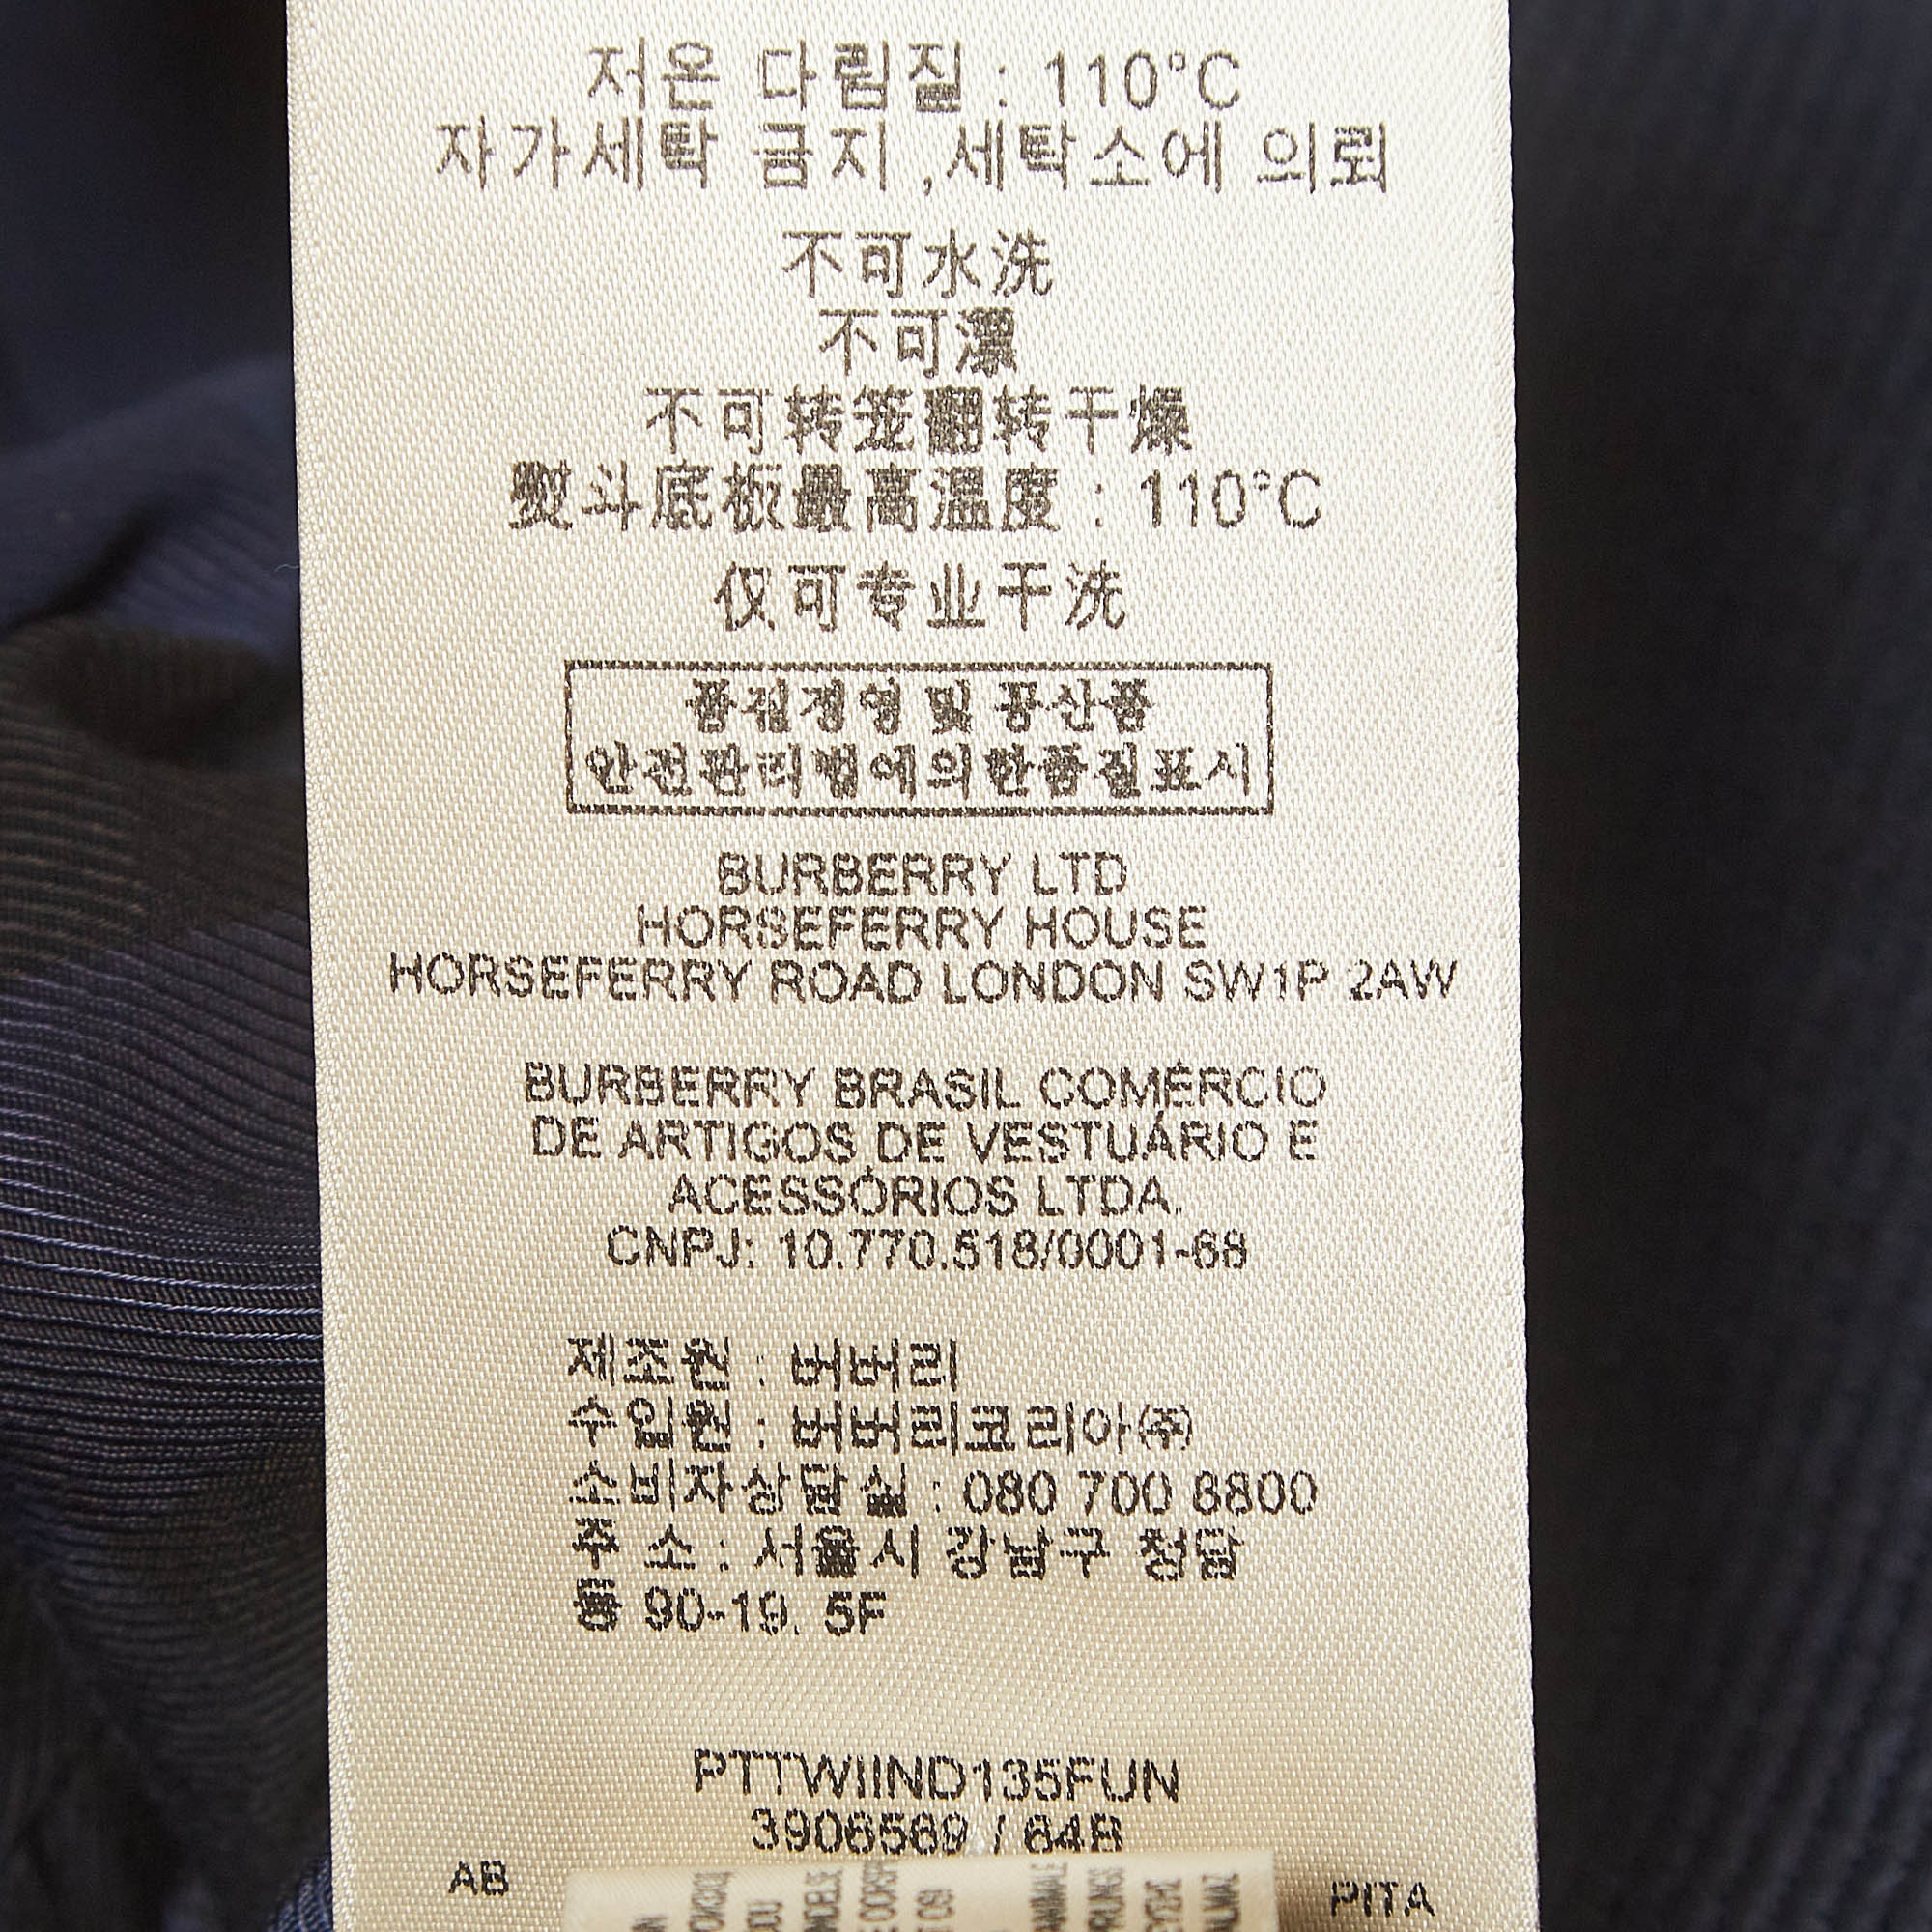 저온 다림질 : 110°C
자가세탁 금지 ,세탁소에 의뢰
不可水洗
不可漂
不可转笼翻转干燥
熨斗底板最高温度 : 110°C
仅可专业干洗
품질경영 및 공산품
안전관리법에의한품질표시
BURBERRY LTD
HORSEFERRY HOUSE
HORSEFERRY ROAD LONDON SW1P 2AW
BURBERRY BRASIL COMÉRCIO
DE ARTIGOS DE VESTUÁRIO E
ACESSÓRIOS LTDA.
CNPJ: 10.770.518/0001-68
제조원 : 버버리
수입원 : 버버리코리아㈜
소비자상담실 : 080 700 8800
주 소 : 서울시 강남구 청담
동 90-19. 5F
PTTWIIND135FUN
3906569 / 64B
AB
PITA